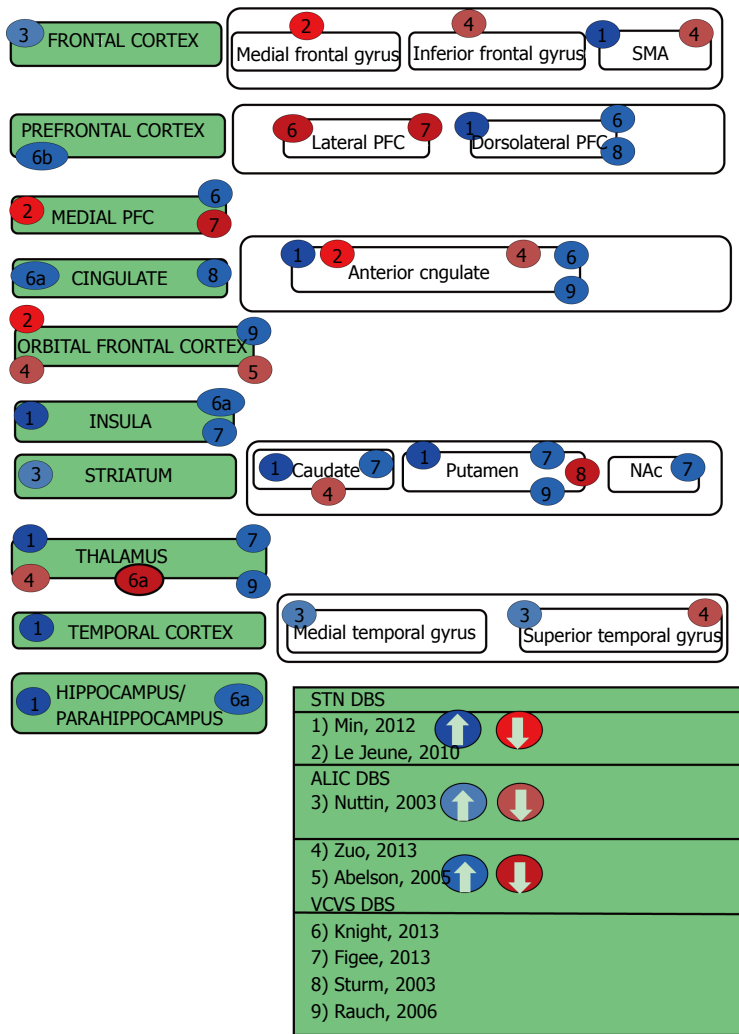 3 FRONTAL CORTEX
2
Medial frontal gyrus
4
Inferior frontal gyrus
1 4
SMA
PREFRONTAL CORTEX
6b
6 7
Lateral PFC
1 6
Dorsolateral PFC
8
2 6
MEDIAL PFC 7
6a CINGULATE 8
1 2 4 6
Anterior cngulate
9
2 9
ORBITAL FRONTAL CORTEX
4 5
1 INSULA 6a
7
3 STRIATUM
1 Caudate 7
4
1 7
Putamen 8
9
NAc 7
1 7
THALAMUS
4 6a 9
1 TEMPORAL CORTEX
3
Medial temporal gyrus
3 4
Superior temporal gyrus
1 HIPPOCAMPUS/ 6a
PARAHIPPOCAMPUS
STN DBS
1) Min, 2012
2) Le Jeune, 2010
ALIC DBS
3) Nuttin, 2003
4) Zuo, 2013
5) Abelson, 2005
VCVS DBS
6) Knight, 2013
7) Figee, 2013
8) Sturm, 2003
9) Rauch, 2006